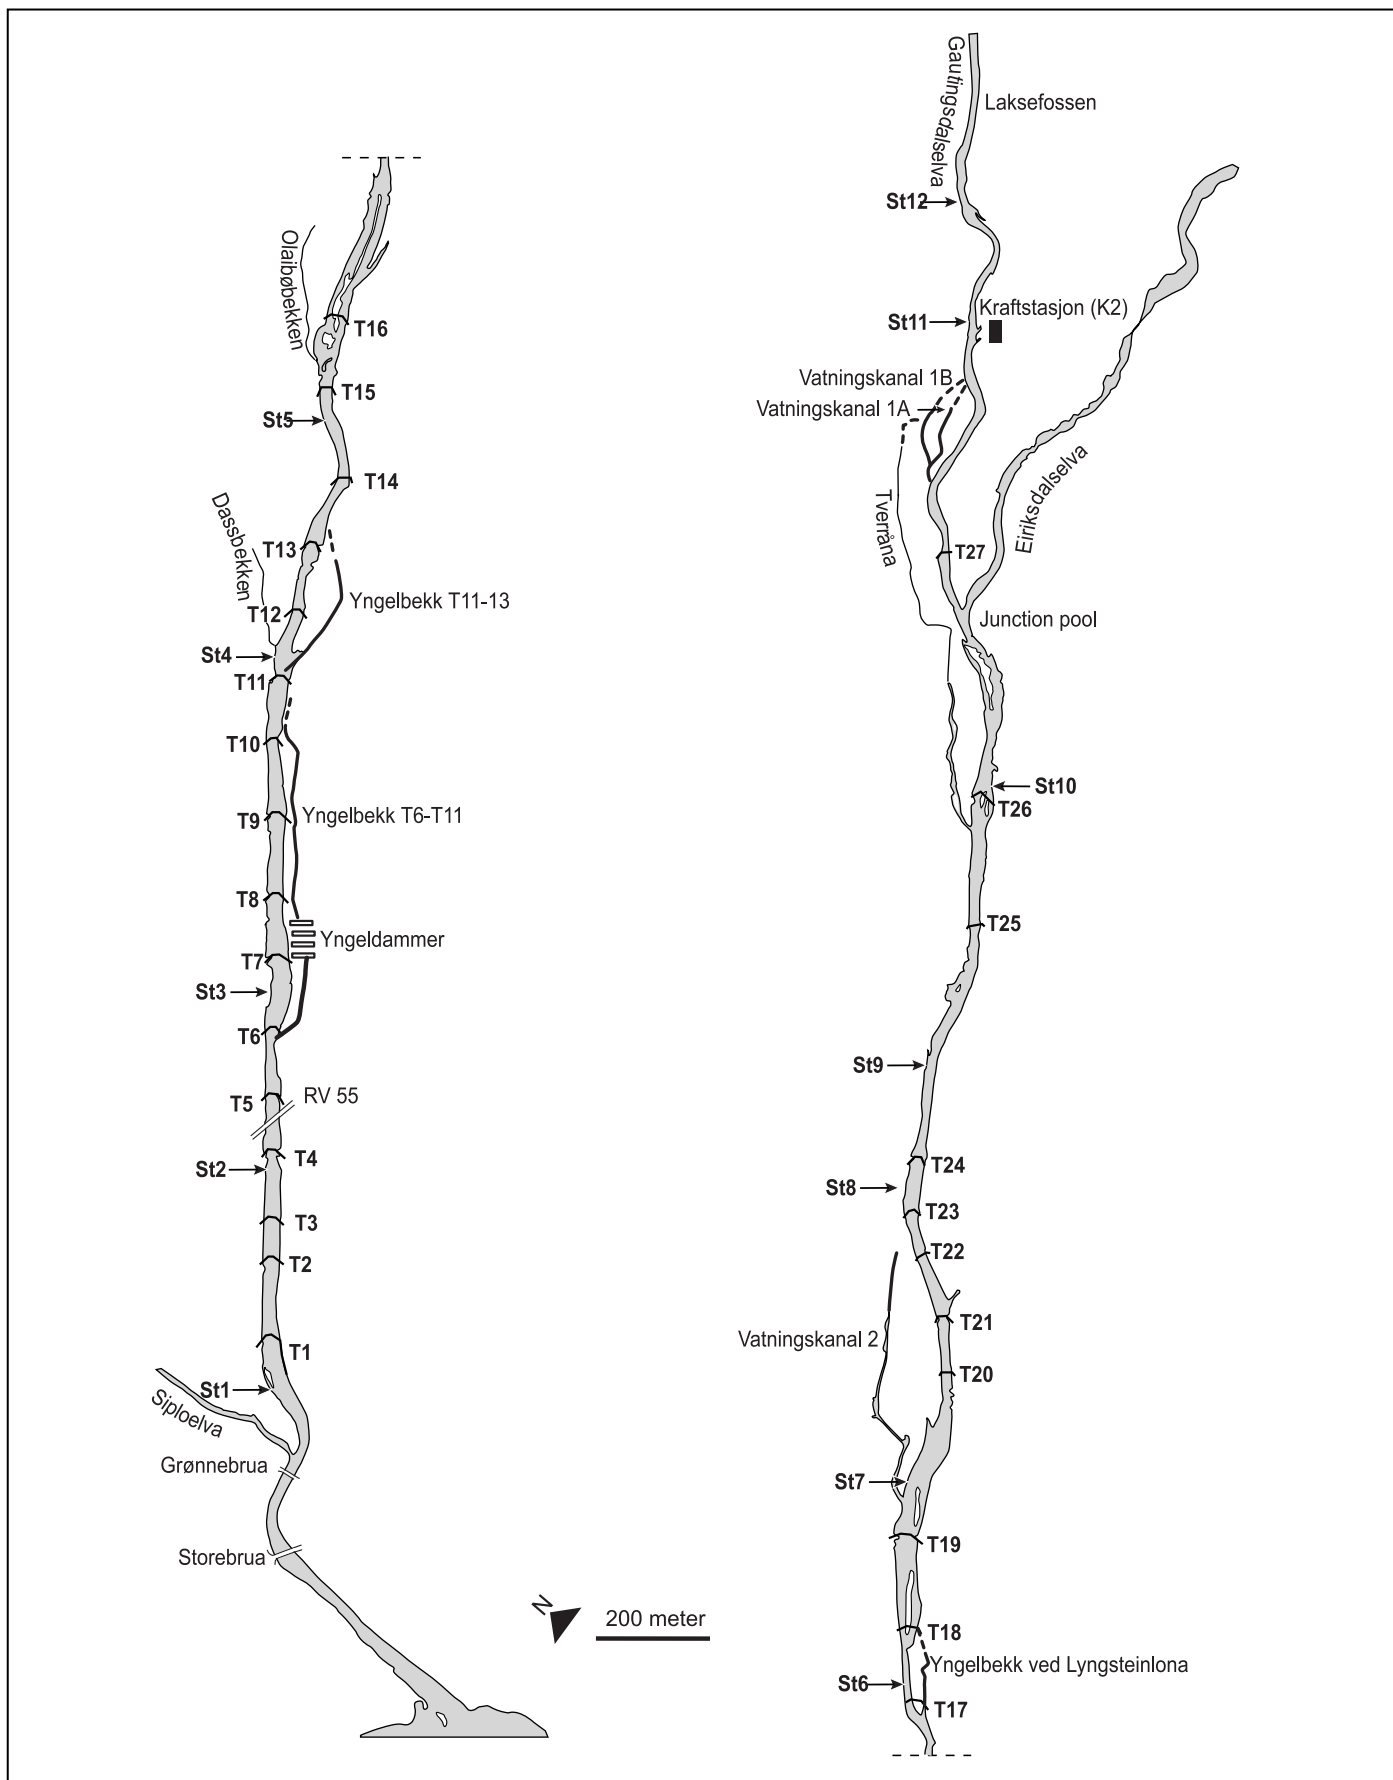 Olaibøbekken
T16
T15
St5
T14
Dassbekken
T13
Yngelbekk T11-13
T12
St4
T11
T10
Yngelbekk T6-T11
T9
T8
Yngeldammer
T7
St3
T6
RV 55
T5
T4
St2
T3
T2
T1
St1
Siploelva
Grønnebrua
Storebrua
N
200 meter
Gautingsdalselva
Laksefossen
St12
Kraftstasjon (K2)
St11
Vatningskanal 1B
Vatningskanal 1A
Tverråna
Eiriksdalselva
T27
Junction pool
St10
T26
T25
St9
T24
St8
T23
T22
T21
Vatningskanal 2
T20
St7
T19
T18
Yngelbekk ved Lyngsteinlona
St6
T17